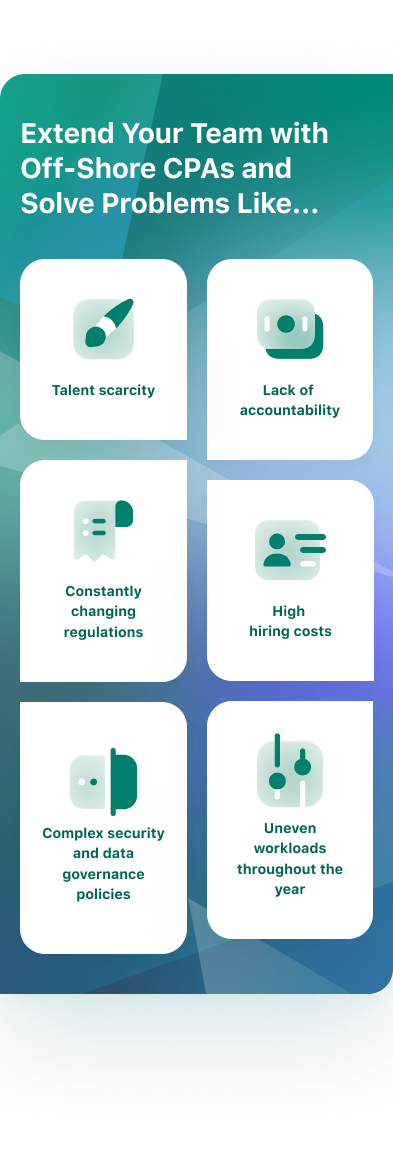 Extend Your Team with
Off-Shore CPAs and
Solve Problems Like...
Talent scarcity
Lack of
accountability
Constantly
changing
regulations
High
hiring costs
Complex security
and data
governance
policies
Uneven
workloads
throughout the
year